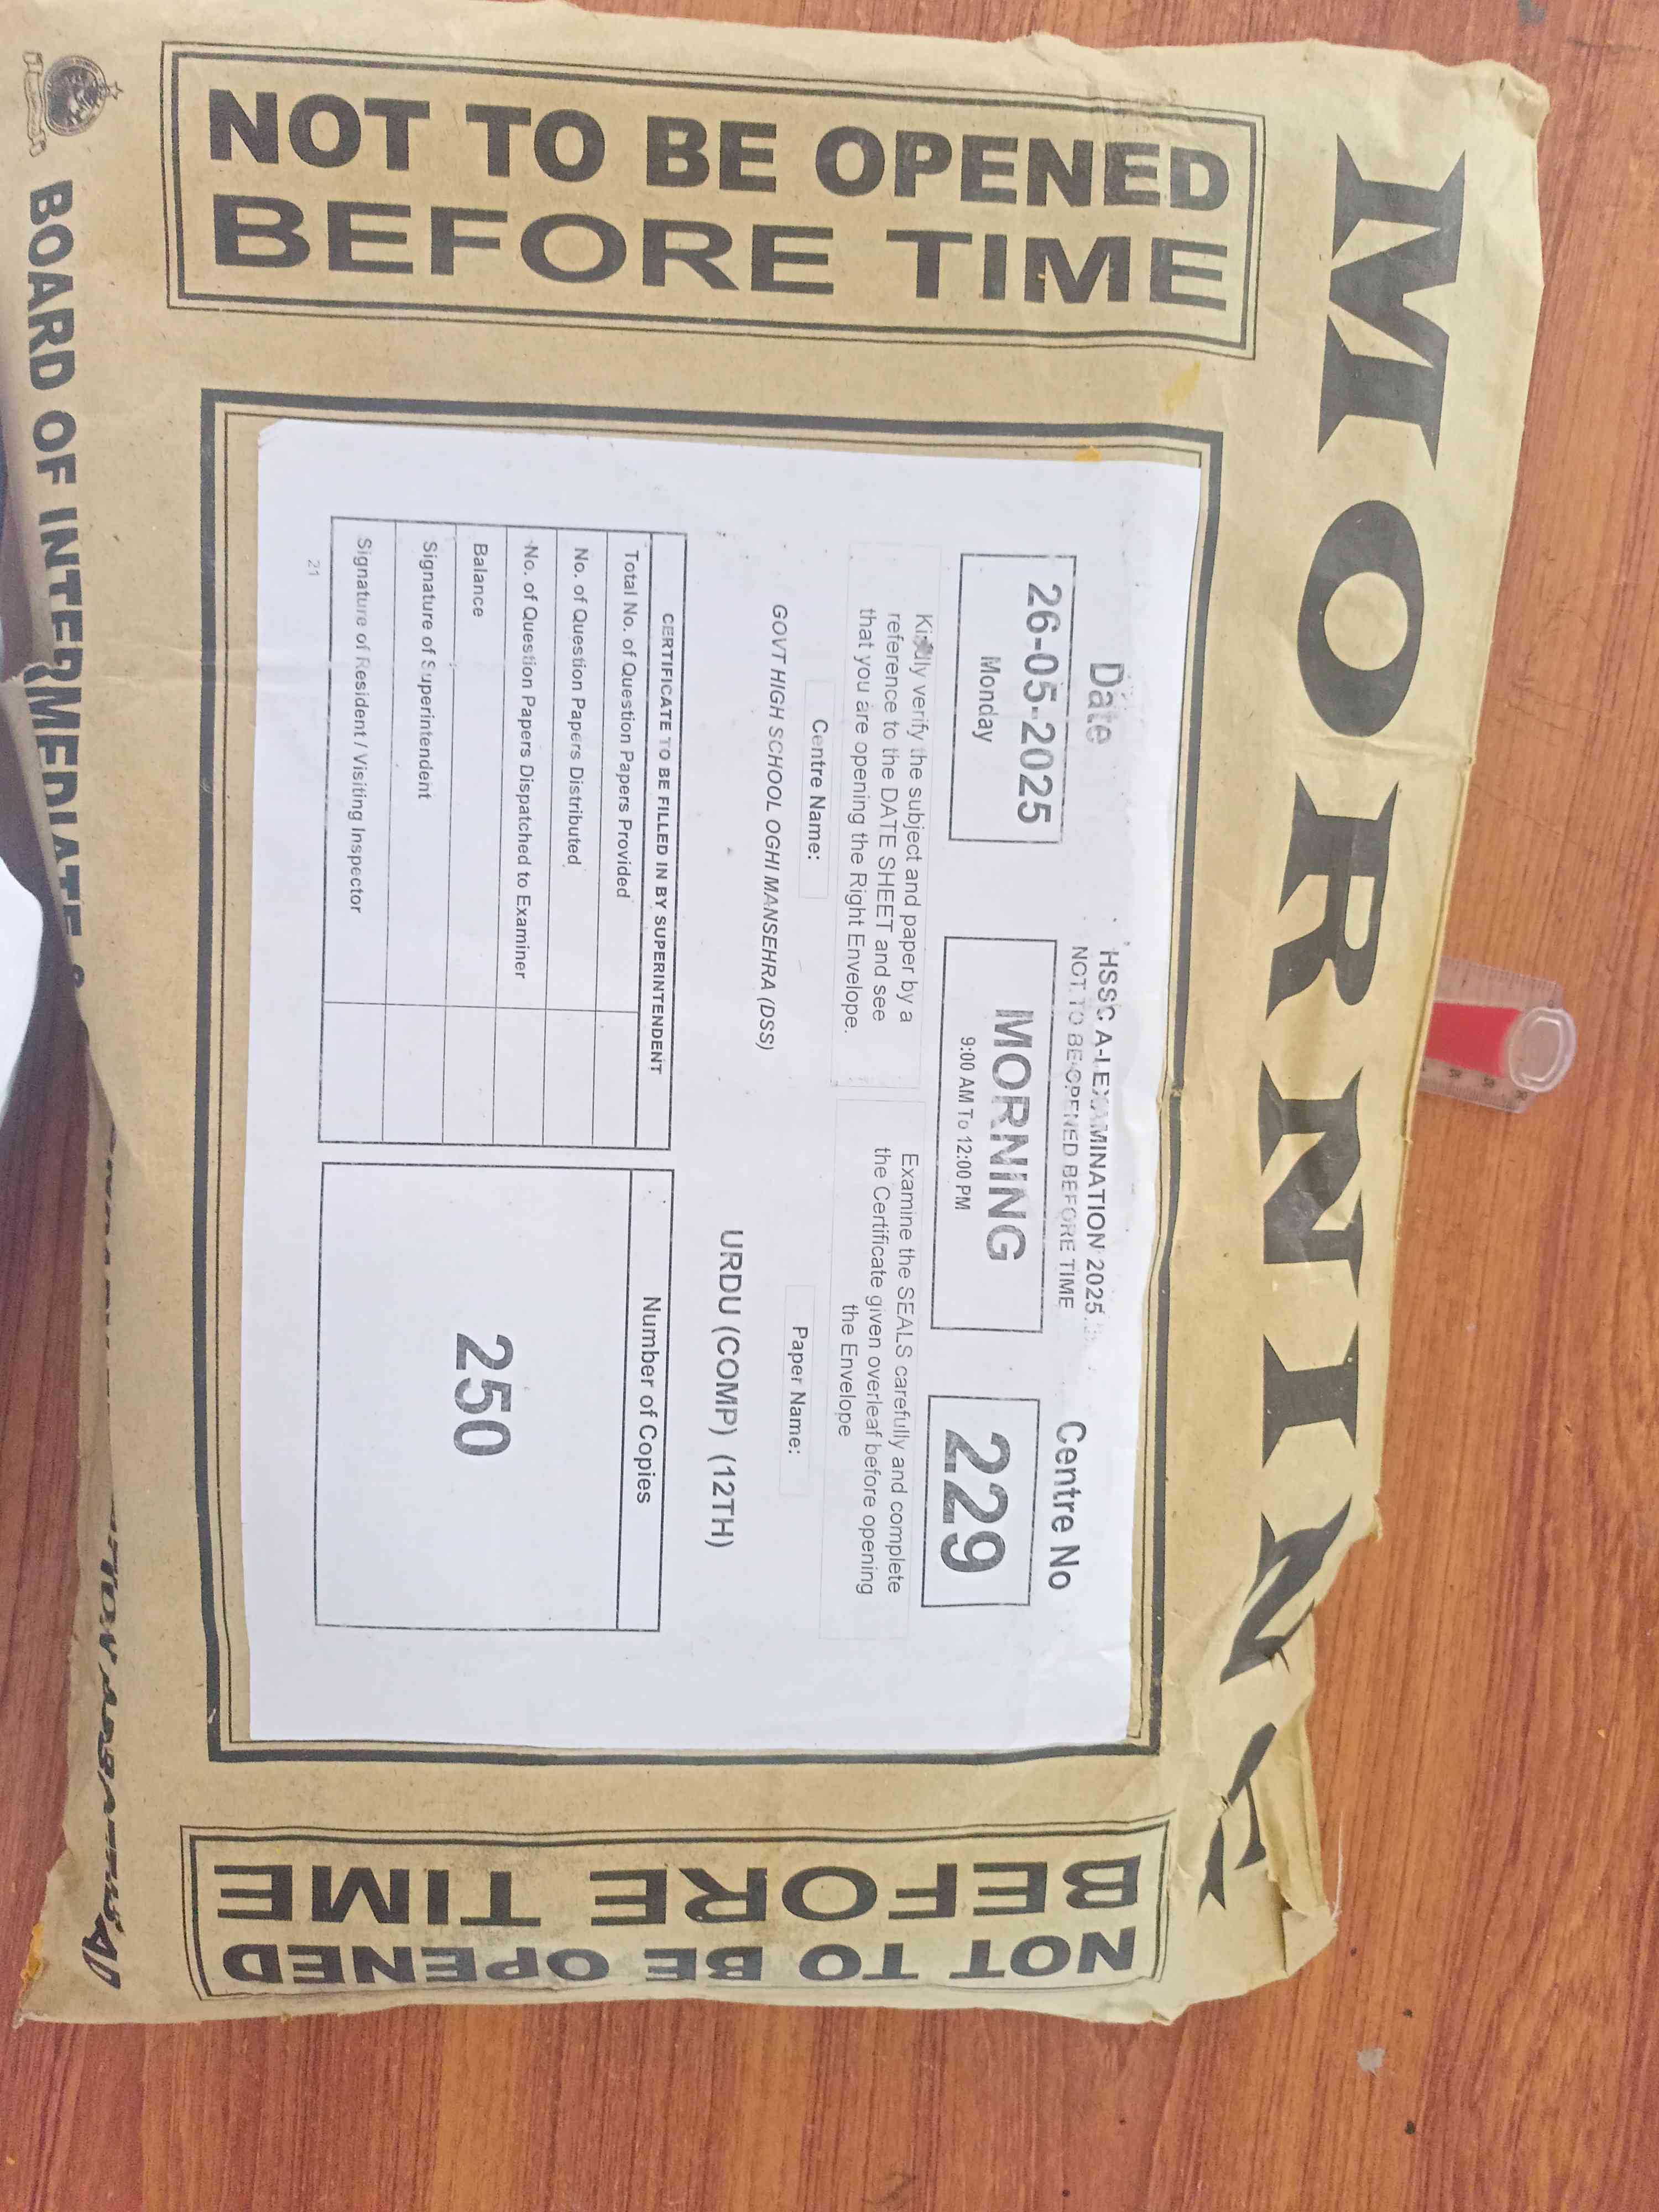 MORNING
NOT TO BE OPENED
BEFORE TIME
Date
26-05-2025
Monday
HSSC A-I EXAMINATION 2025
NOT TO BE OPENED BEFORE TIME
MORNING
9:00 AM To 12:00 PM
Centre No
229
Kindly verify the subject and paper by a
reference to the DATE SHEET and see
that you are opening the Right Envelope.
Examine the SEALS carefully and complete
the Certificate given overleaf before opening
the Envelope
Centre Name:
GOVT HIGH SCHOOL OGHI MANSEHRA (DSS)
Paper Name:
URDU (COMP) (12TH)
CERTIFICATE TO BE FILLED IN BY SUPERINTENDENT
Total No. of Question Papers Provided
No. of Question Papers Distributed
No. of Question Papers Dispatched to Examiner
Balance
Signature of Superintendent
Signature of Resident / Visiting Inspector
Number of Copies
250
21
NOT TO BE OPENED
BEFORE TIME
BOARD OF INTERMEDIATE &